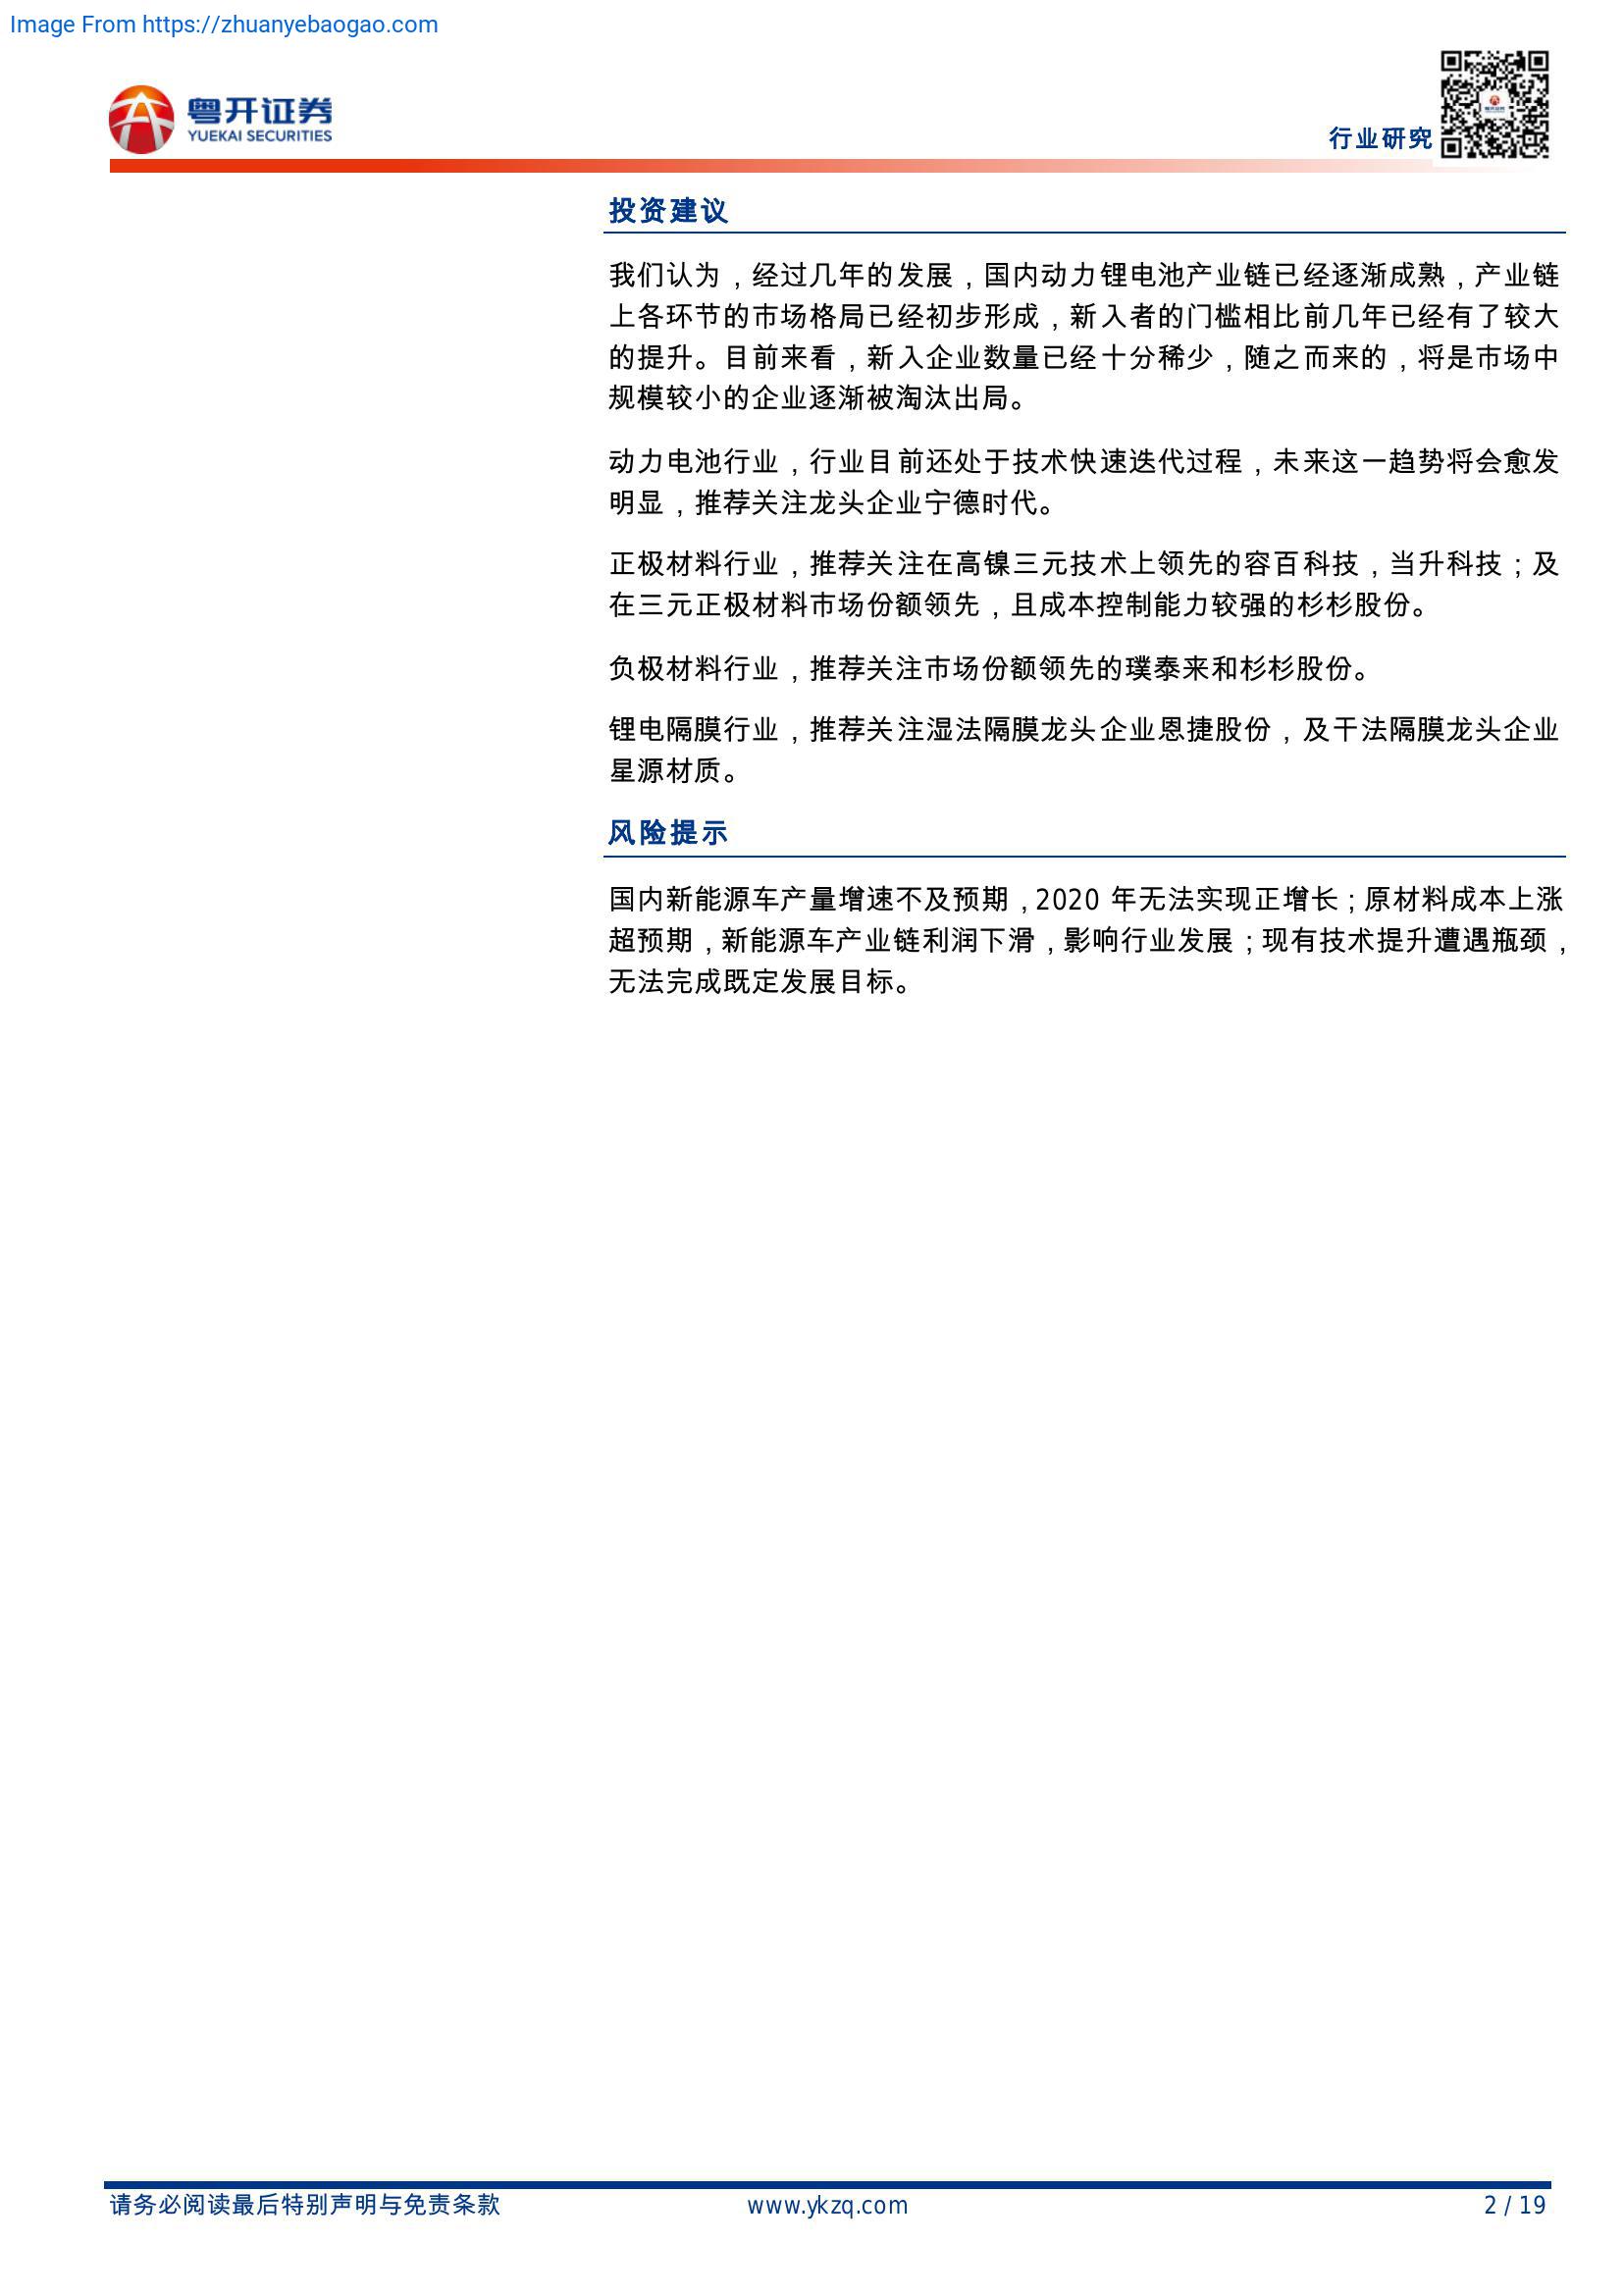 Image From https://zhuanyebaogao.com
粤开证券
YUEKAI SECURITIES
行业研究
投资建议
我们认为，经过几年的发展，国内动力锂电池产业链已经逐渐成熟，产业链
上各环节的市场格局已经初步形成，新入者的门槛相比前几年已经有了较大
的提升。目前来看，新入企业数量已经十分稀少，随之而来的，将是市场中
规模较小的企业逐渐被淘汰出局。
动力电池行业，行业目前还处于技术快速迭代过程，未来这一趋势将会愈发
明显，推荐关注龙头企业宁德时代。
正极材料行业，推荐关注在高镍三元技术上领先的容百科技，当升科技；及
在三元正极材料市场份额领先，且成本控制能力较强的杉杉股份。
负极材料行业，推荐关注市场份额领先的璞泰来和杉杉股份。
锂电隔膜行业，推荐关注湿法隔膜龙头企业恩捷股份，及干法隔膜龙头企业
星源材质。
风险提示
国内新能源车产量增速不及预期，2020 年无法实现正增长；原材料成本上涨
超预期，新能源车产业链利润下滑，影响行业发展；现有技术提升遭遇瓶颈，
无法完成既定发展目标。
请务必阅读最后特别声明与免责条款
www.ykzq.com
2 / 19